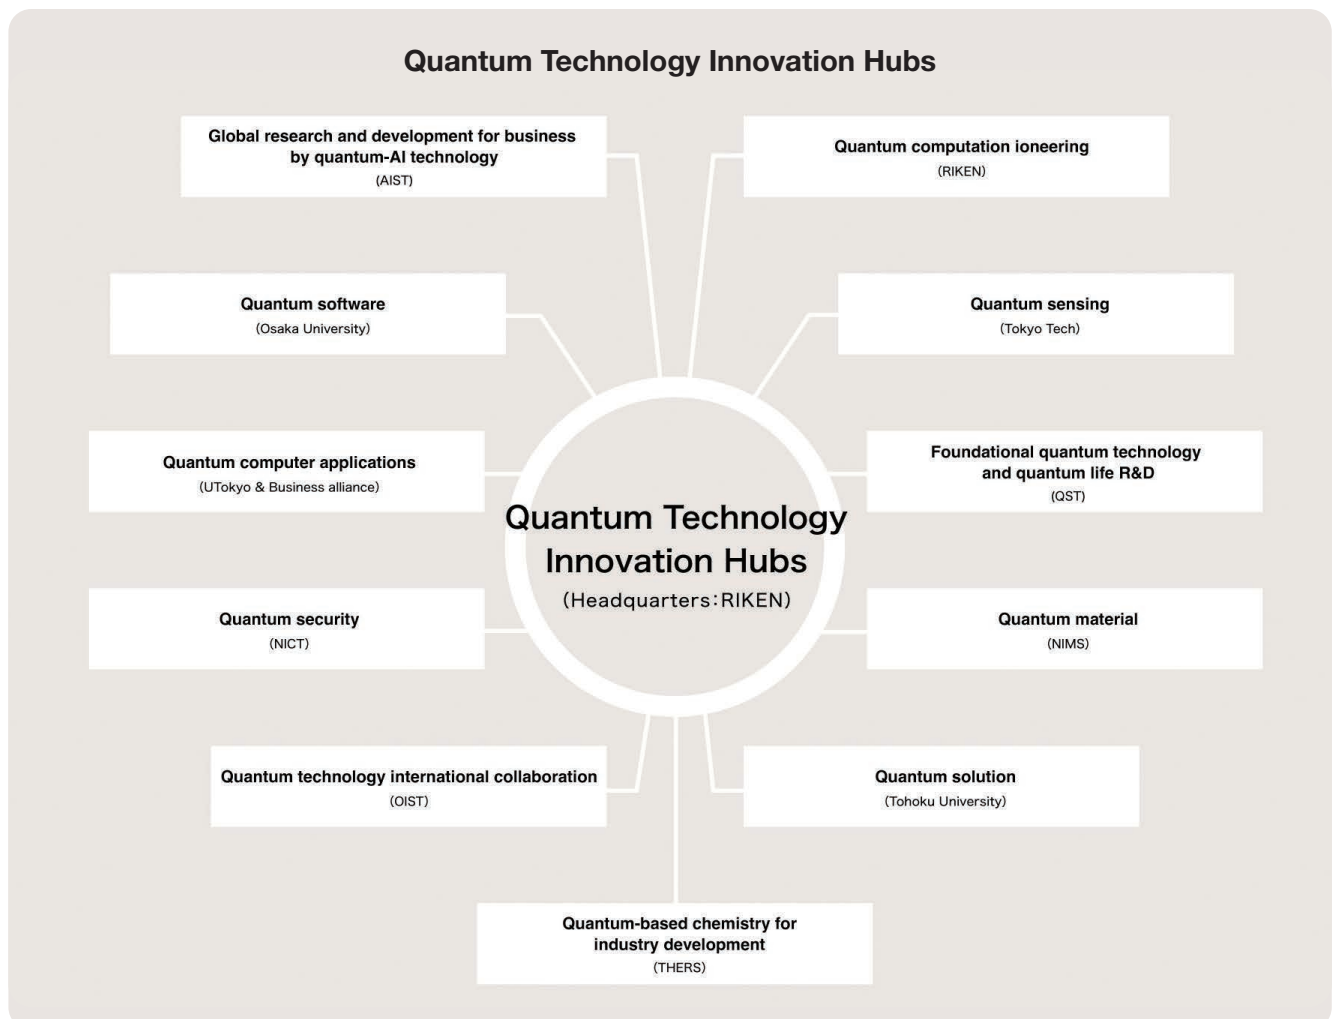 Quantum Technology Innovation Hubs
Global research and development for business
by quantum-AI technology
(AIST)
Quantum computation ioneering
(RIKEN)
Quantum software
(Osaka University)
Quantum sensing
(Tokyo Tech)
Quantum computer applications
(UTokyo & Business alliance)
Foundational quantum technology
and quantum life R&D
(QST)
Quantum Technology
Innovation Hubs
(Headquarters:RIKEN)
Quantum security
(NICT)
Quantum material
(NIMS)
Quantum technology international collaboration
(OIST)
Quantum solution
(Tohoku University)
Quantum-based chemistry for
industry development
(THERS)